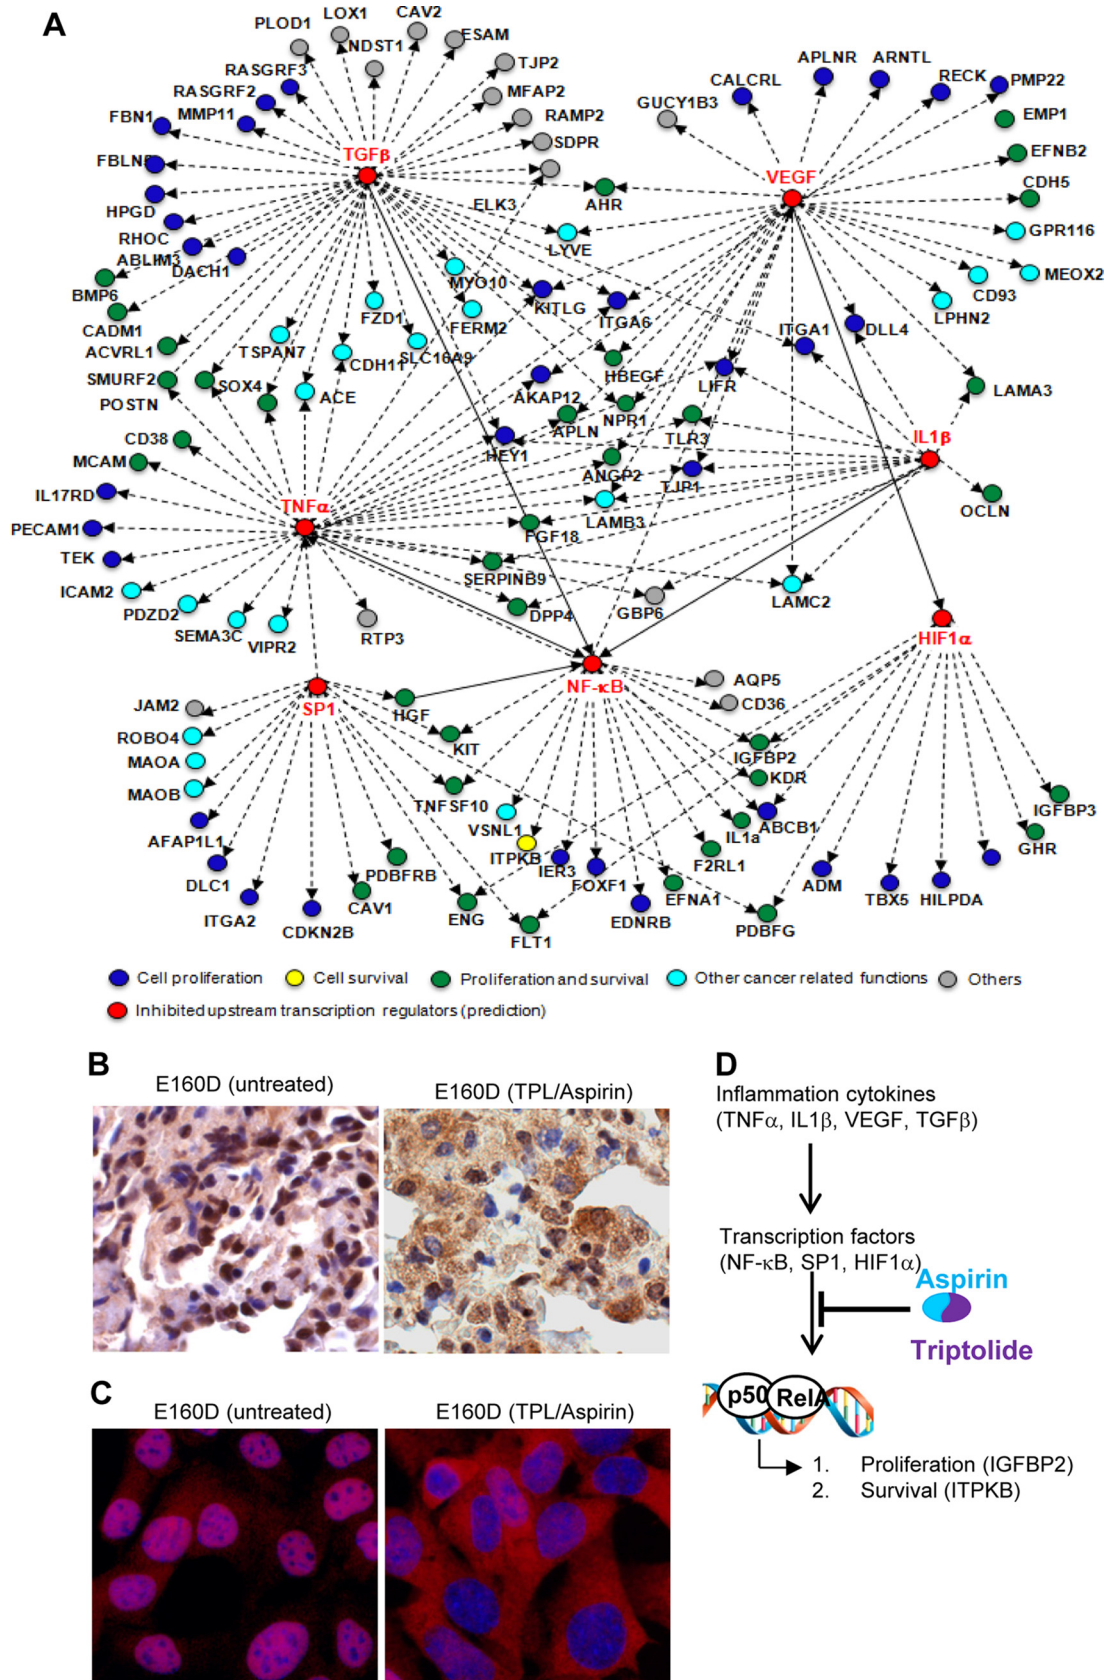 A
LOX1
CAV2
PLOD1
NDST1
ESAM
RASGRF3
TJP2
RASGRF2
MFAP2
MMP11
RAMP2
FBN1
SDPR
TGFβ
FBLN5
ELK3
HPGD
RHOC
ABLIM3
DACH1
BMP6
CADM1
ACVRL1
SMURF2
POSTN
SOX4
TSPAN7
ACE
CDH11
FZD1
SLC16A9
FERM2
MYO10
LYVE
AHR
KITLG
ITGA6
HBEGF
AKAP12
APLN
NPR1
HEY1
ANGP2
TLR3
LIFR
TJP1
LAMB3
FGF18
SERPINB9
DPP4
GBP6
APLNR
ARNTL
CALCRL
RECK
PMP22
GUCY1B3
EMP1
EFNB2
VEGF
CDH5
GPR116
MEOX2
CD93
LPHN2
ITGA1
DLL4
LAMA3
IL1β
OCLN
LAMC2
HIF1α
CD38
MCAM
IL17RD
TNFα
PECAM1
TEK
ICAM2
PDZD2
SEMA3C
VIPR2
RTP3
NF-κB
AQP5
CD36
SP1
JAM2
ROBO4
MAOA
MAOB
AFAP1L1
DLC1
ITGA2
CDKN2B
CAV1
PDBFRB
HGF
KIT
TNFSF10
VSNL1
ITPKB
IER3
FOXF1
ENG
FLT1
EDNRB
EFNA1
F2RL1
IL1a
ABCB1
KDR
IGFBP2
PDBFG
ADM
TBX5
HILPDA
GHR
IGFBP3
Cell proliferation
Cell survival
Proliferation and survival
Other cancer related functions
Others
Inhibited upstream transcription regulators (prediction)
B
E160D (untreated)
E160D (TPL/Aspirin)
C
E160D (untreated)
E160D (TPL/Aspirin)
D
Inflammation cytokines
(TNFα, IL1β, VEGF, TGFβ)
Transcription factors
(NF-κB, SP1, HIF1α)
Aspirin
Triptolide
p50
RelA
1. Proliferation (IGFBP2)
2. Survival (ITPKB)